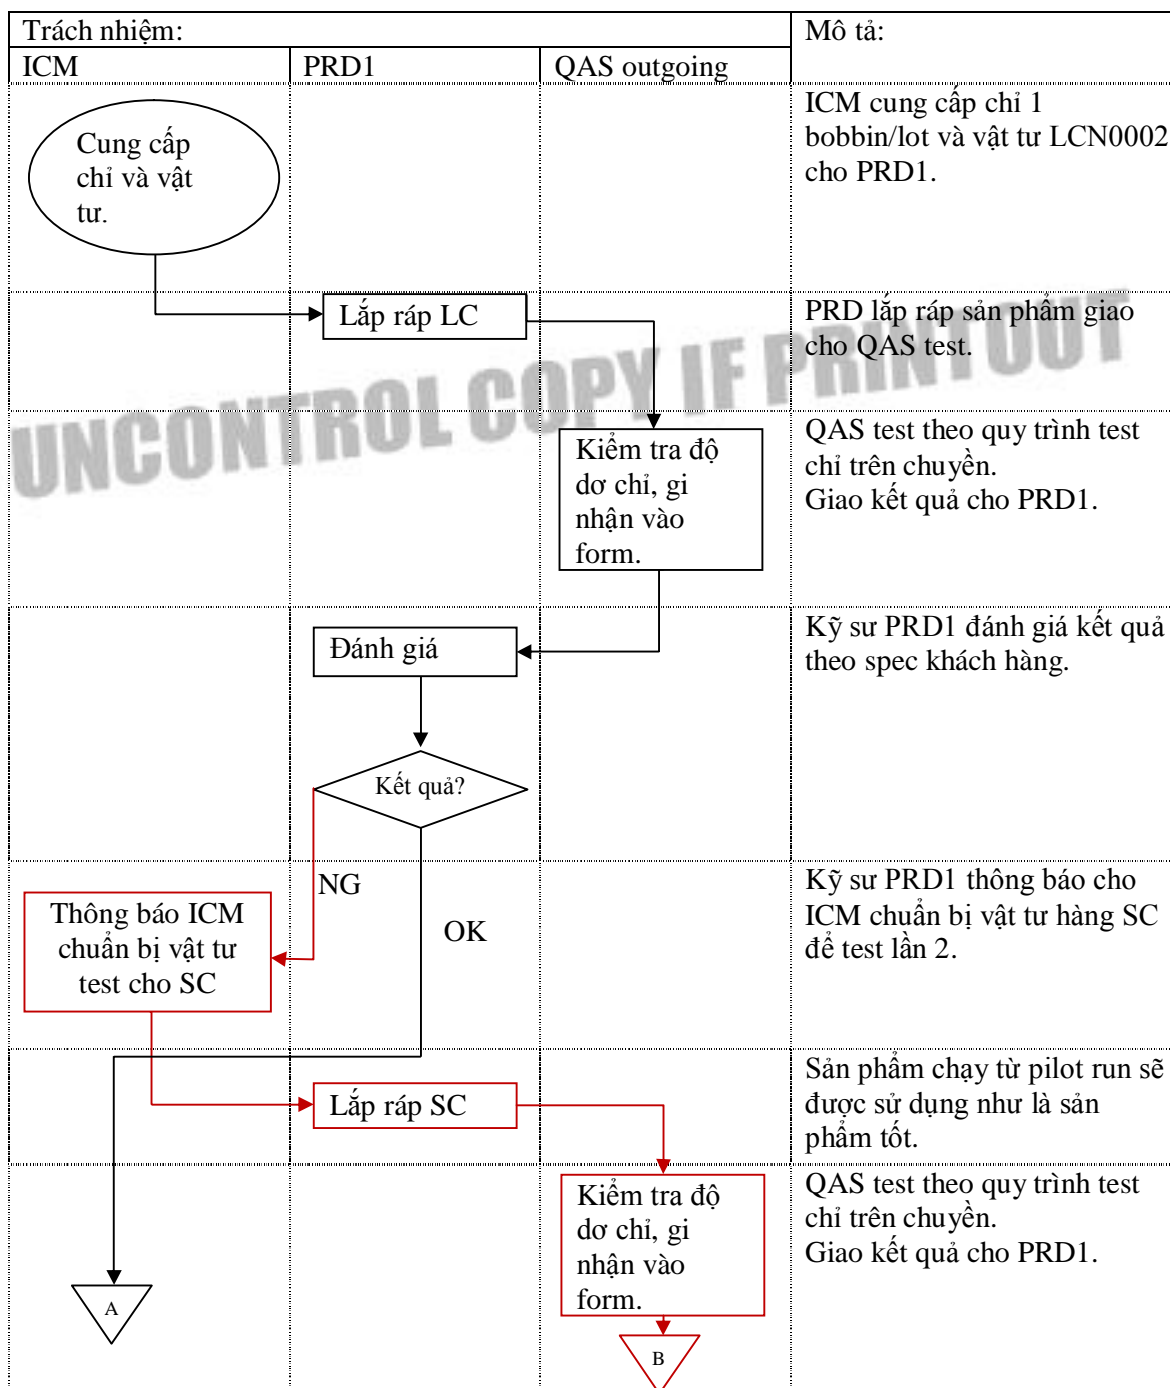 Trách nhiệm:
Mô tả:
ICM
PRD1
QAS outgoing
Cung cấp
chỉ và vật
tư.
ICM cung cấp chỉ 1
bobbin/lot và vật tư LCN0002
cho PRD1.
Lắp ráp LC
PRD lắp ráp sản phẩm giao
cho QAS test.
UNCONTROL COPY IF PRINTOUT
Kiểm tra độ
dơ chỉ, gi
nhận vào
form.
QAS test theo quy trình test
chỉ trên chuyền.
Giao kết quả cho PRD1.
Đánh giá
Kỹ sư PRD1 đánh giá kết quả
theo spec khách hàng.
Kết quả?
NG
OK
Thông báo ICM
chuẩn bị vật tư
test cho SC
Kỹ sư PRD1 thông báo cho
ICM chuẩn bị vật tư hàng SC
để test lần 2.
Lắp ráp SC
Sản phẩm chạy từ pilot run sẽ
được sử dụng như là sản
phẩm tốt.
Kiểm tra độ
dơ chỉ, gi
nhận vào
form.
QAS test theo quy trình test
chỉ trên chuyền.
Giao kết quả cho PRD1.
A
B